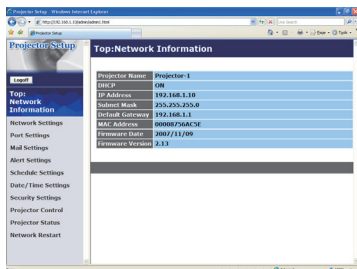 Projector Setup - Windows Internet Explorer
Projector Setup
Projector Setup
Logoff
Top:
Network
Information
Network Settings
Port Settings
Mail Settings
Alert Settings
Schedule Settings
Date/Time Settings
Security Settings
Projector Control
Projector Status
Network Restart
Top:Network Information
Projector Name Projector-1
DHCP ON
IP Address 192.168.1.10
Subnet Mask 255.255.255.0
Default Gateway 192.168.1.1
MAC Address 00008756AC5E
Firmware Date 2007/11/09
Firmware Version 2.13